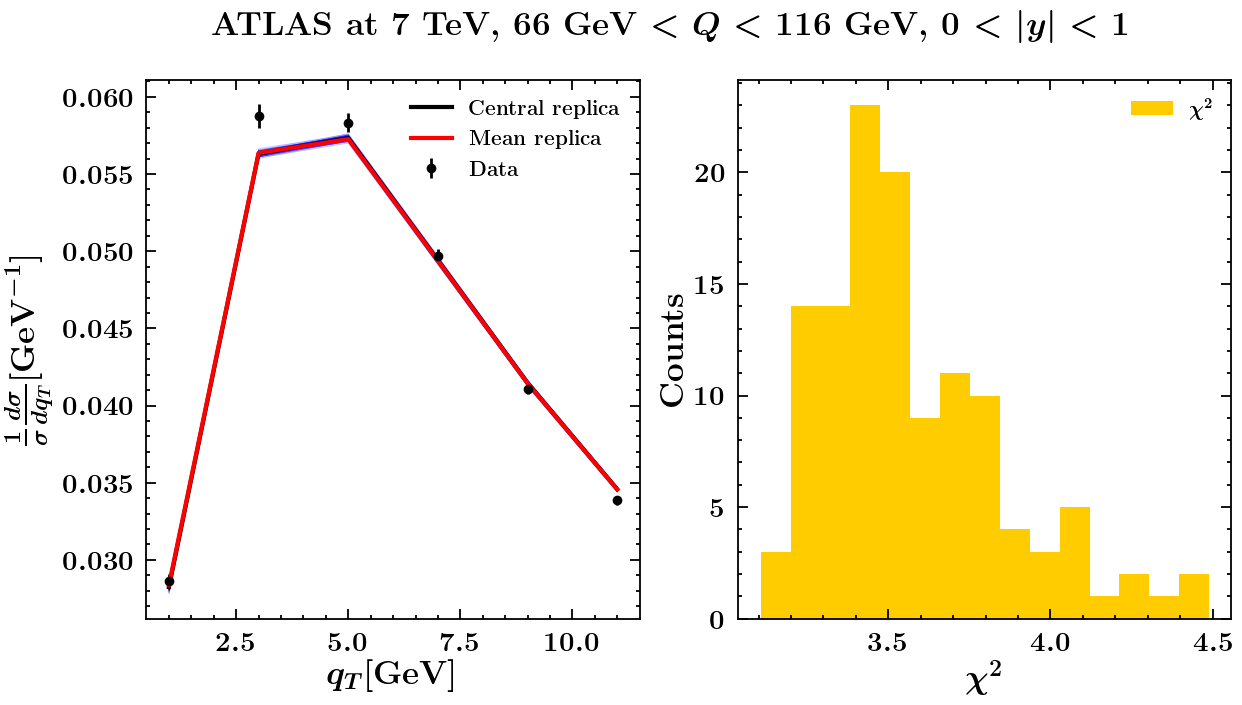 ATLAS at 7 TeV, 66 GeV < Q < 116 GeV, 0 < |y| < 1
0.060
0.055
0.050
0.045
0.040
0.035
0.030
1/σ dσ/dq_T [GeV⁻¹]
Central replica
Mean replica
Data
2.5 5.0 7.5 10.0
q_T[GeV]
20
15
10
5
0
Counts
χ²
3.5 4.0 4.5
χ²